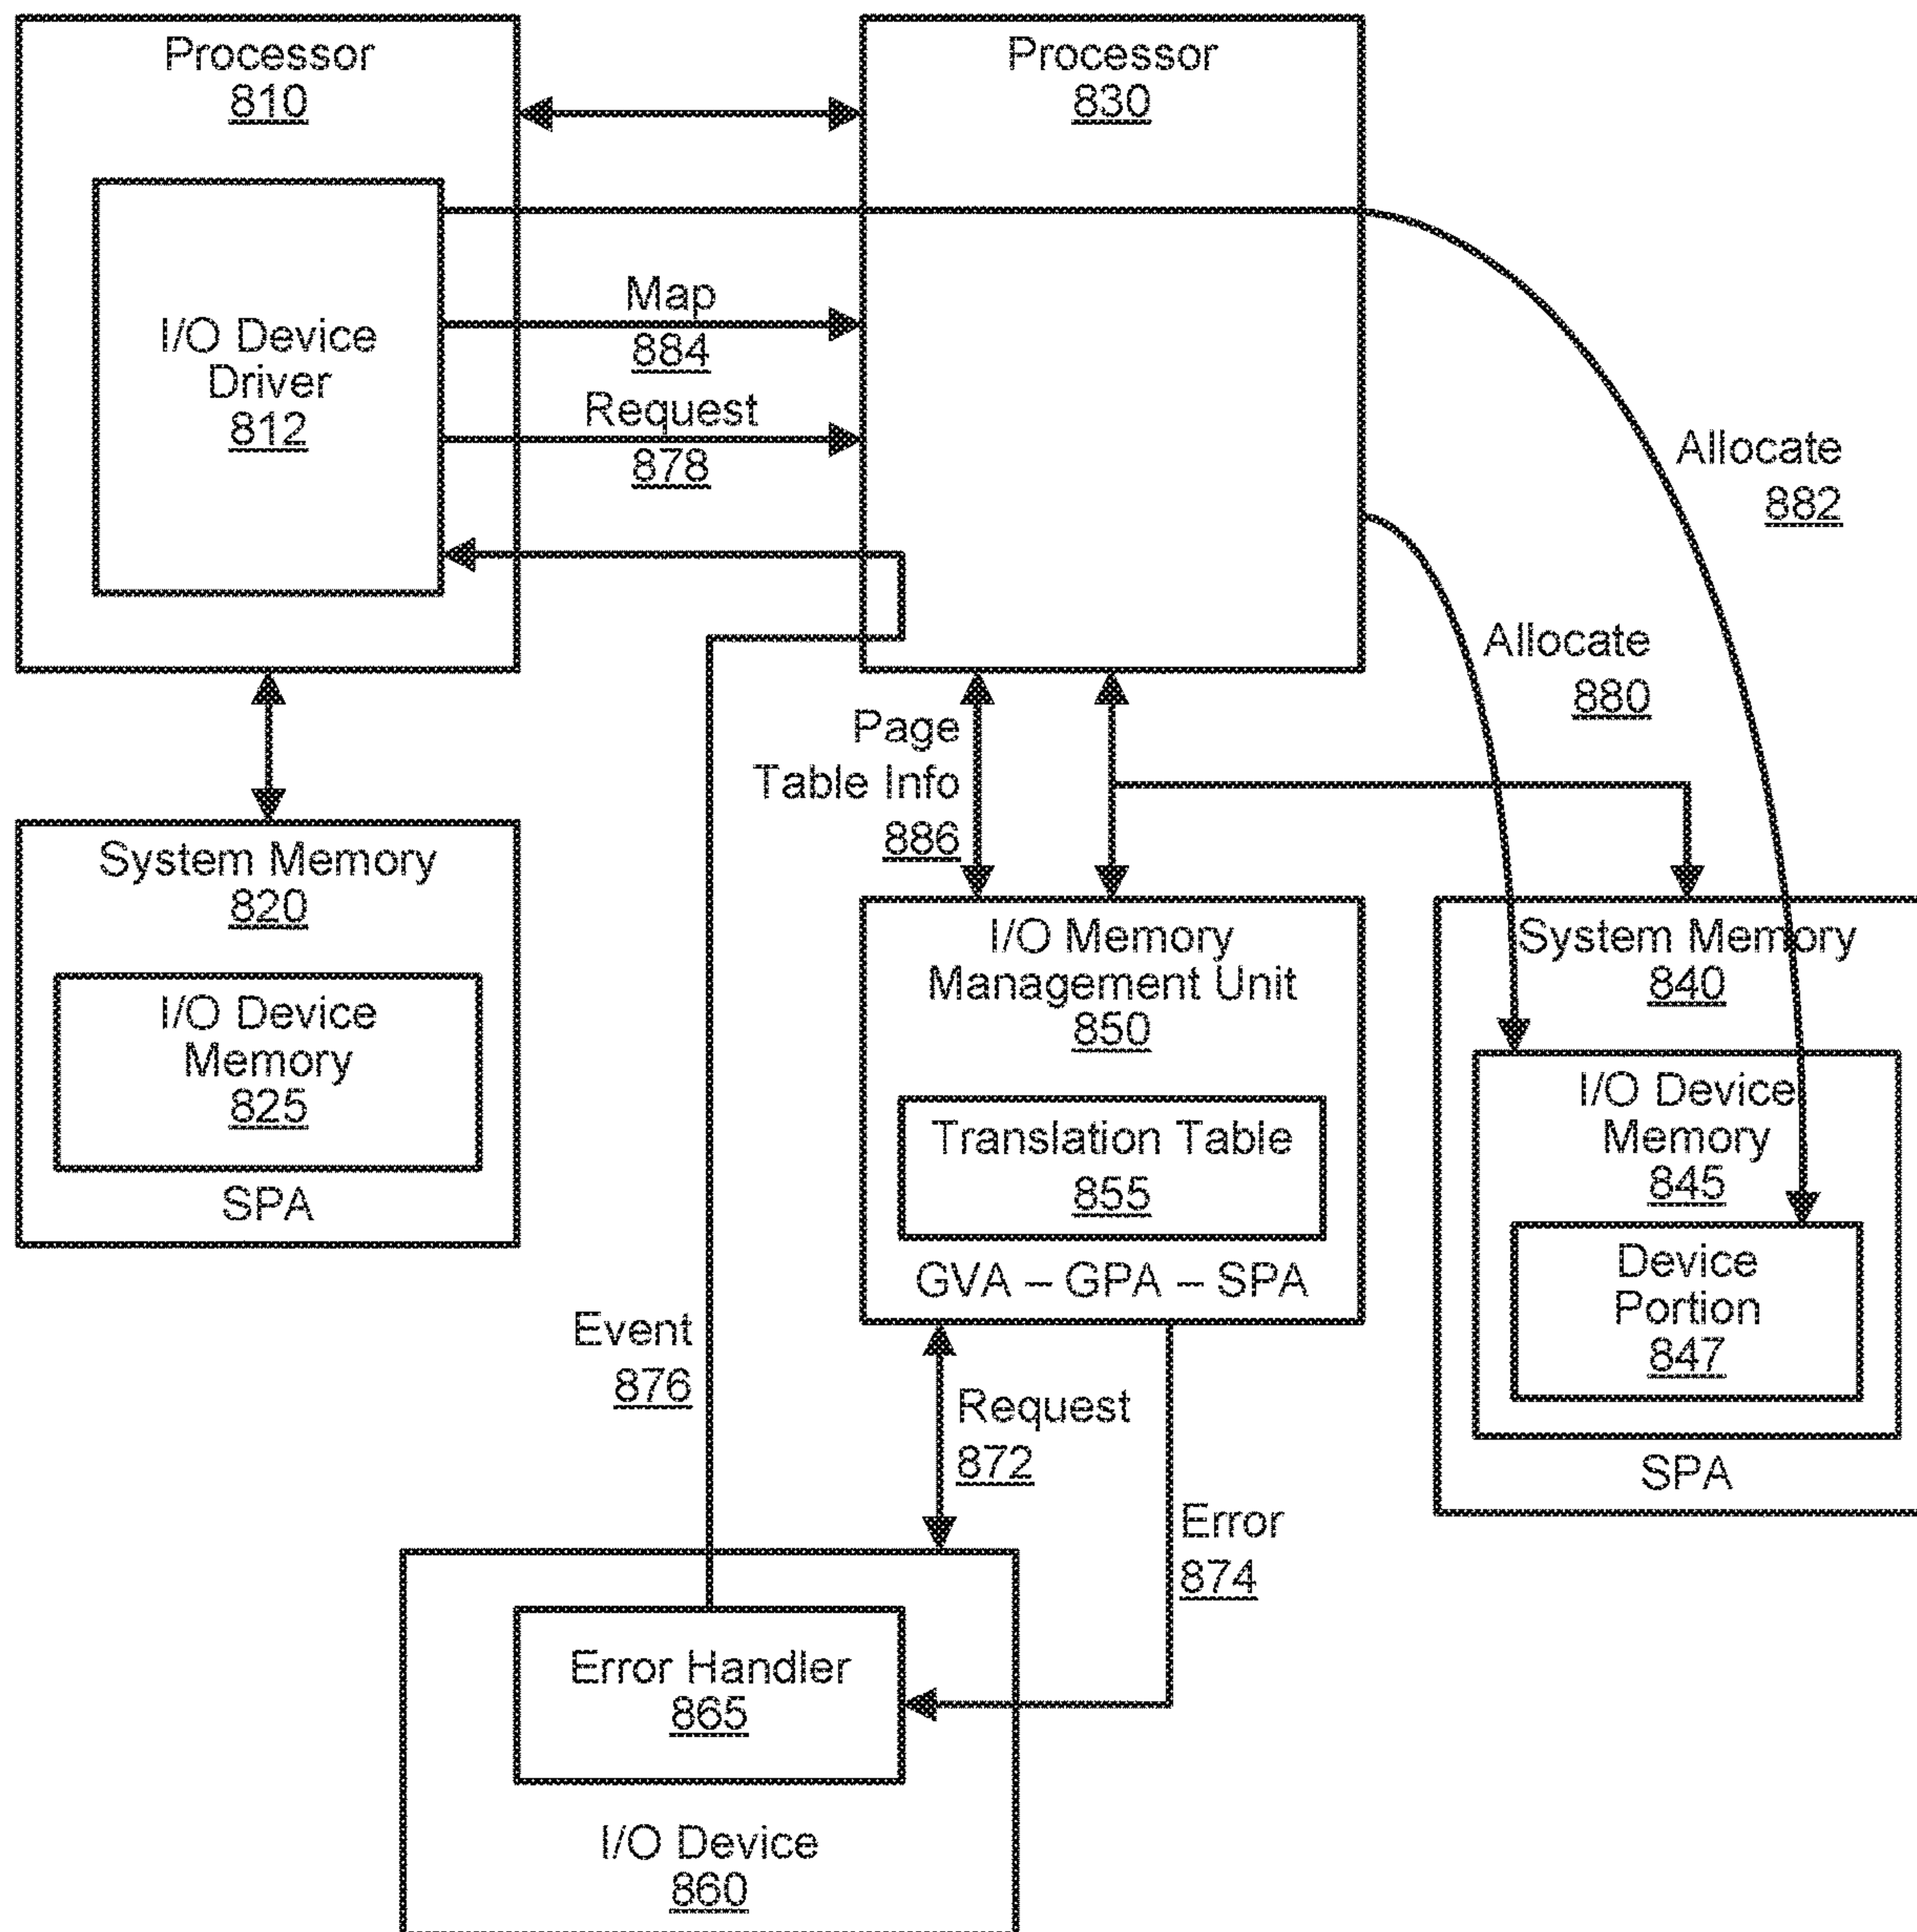 Processor
810
Processor
830
I/O Device
Driver
812
Map
884
Request
878
Allocate
882
Allocate
880
Page
Table Info
886
System Memory
820
I/O Device
Memory
825
SPA
I/O Memory
Management Unit
850
Translation Table
855
GVA – GPA – SPA
System Memory
840
I/O Device
Memory
845
Device
Portion
847
SPA
Event
876
Request
872
Error
874
Error Handler
865
I/O Device
860